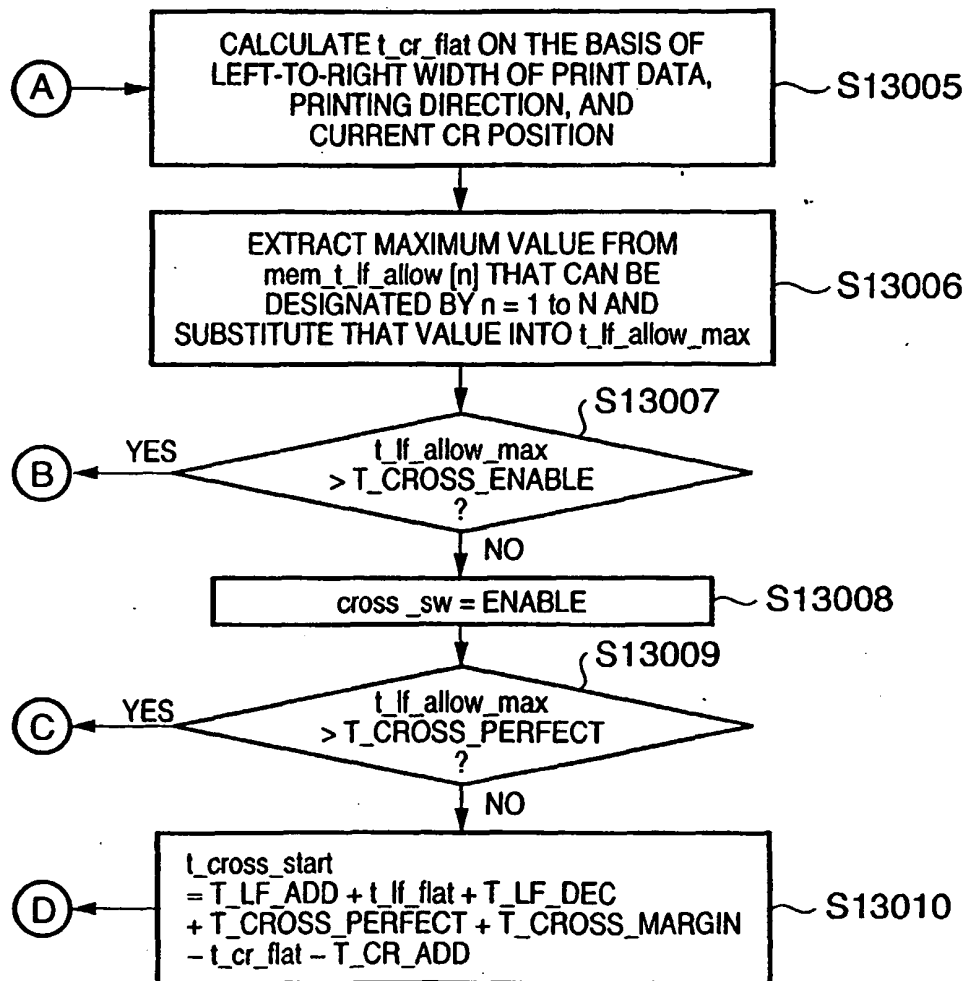 A
CALCULATE t_cr_flat ON THE BASIS OF
LEFT-TO-RIGHT WIDTH OF PRINT DATA,
PRINTING DIRECTION, AND
CURRENT CR POSITION
S13005
EXTRACT MAXIMUM VALUE FROM
mem_t_lf_allow [n] THAT CAN BE
DESIGNATED BY n = 1 to N AND
SUBSTITUTE THAT VALUE INTO t_lf_allow_max
S13006
S13007
B
YES
t_lf_allow_max
> T_CROSS_ENABLE
?
NO
cross _sw = ENABLE
S13008
S13009
C
YES
t_lf_allow_max
> T_CROSS_PERFECT
?
NO
D
t_cross_start
= T_LF_ADD + t_lf_flat + T_LF_DEC
+ T_CROSS_PERFECT + T_CROSS_MARGIN
– t_cr_flat – T_CR_ADD
S13010